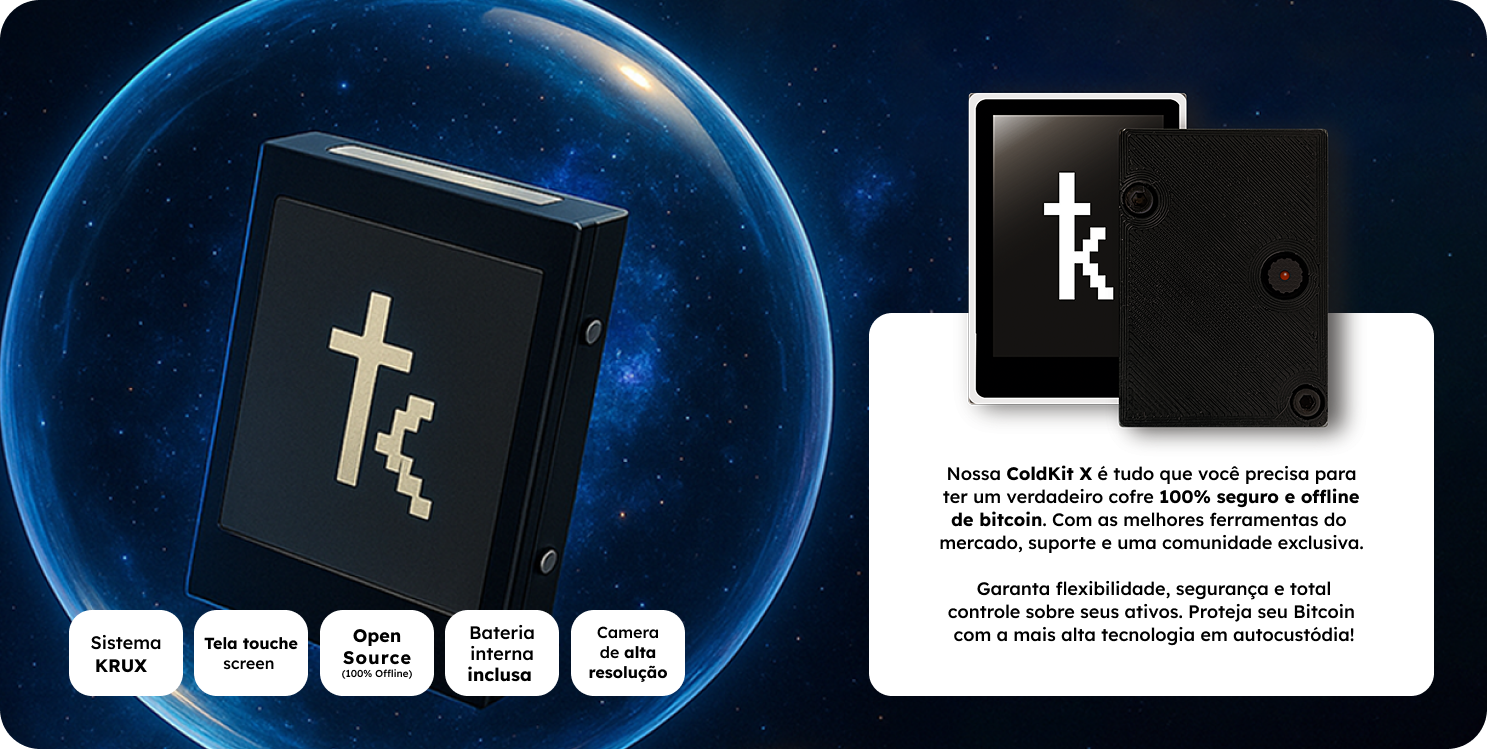 Sistema
KRUX
Tela touche
screen
Open
Source
(100% Offline)
Bateria
interna
inclusa
Camera
de alta
resolução
Nossa ColdKit X é tudo que você precisa para
ter um verdadeiro cofre 100% seguro e offline
de bitcoin. Com as melhores ferramentas do
mercado, suporte e uma comunidade exclusiva.
Garanta flexibilidade, segurança e total
controle sobre seus ativos. Proteja seu Bitcoin
com a mais alta tecnologia em autocustódia!